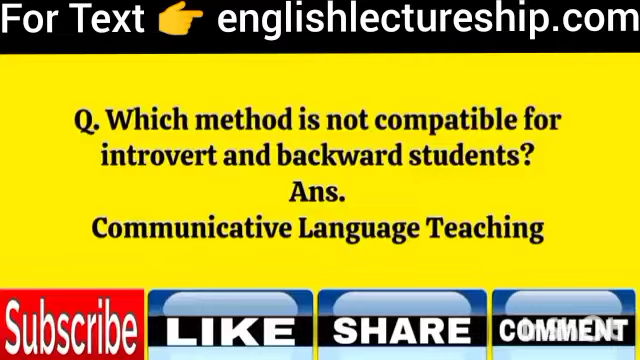 For Text 👉 englishlectureship.com
Q. Which method is not compatible for
introvert and backward students?
Ans.
Communicative Language Teaching
Subscribe LIKE SHARE COMMENT